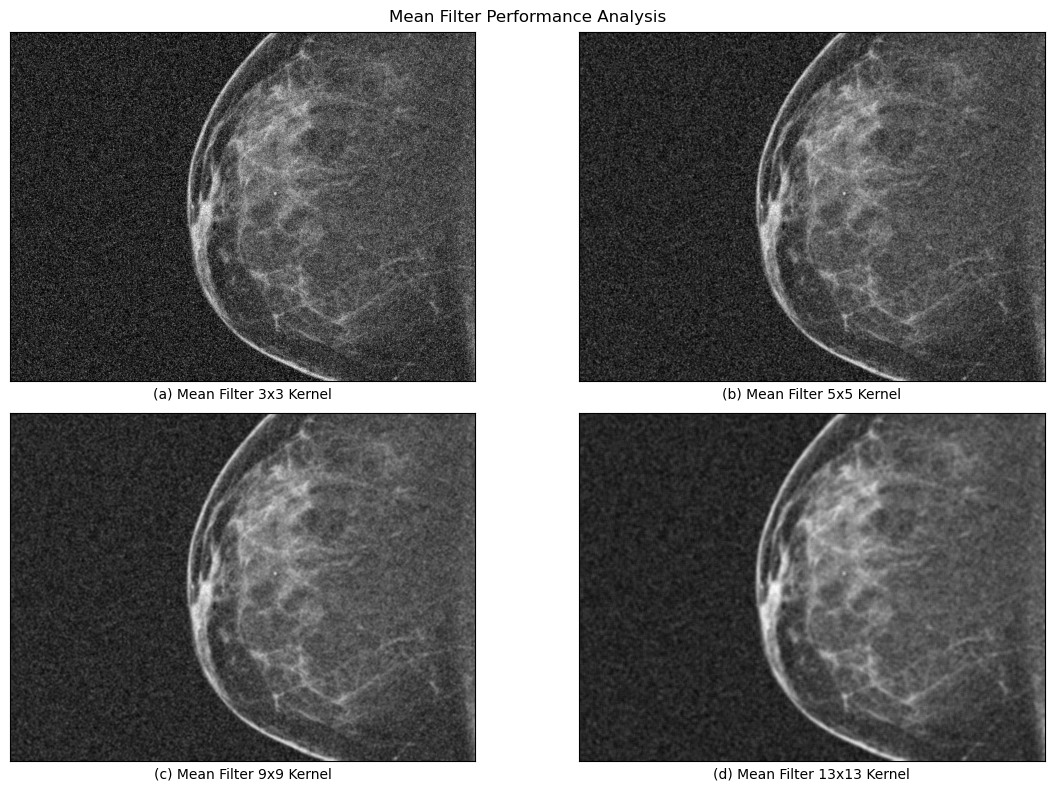 Mean Filter Performance Analysis
(a) Mean Filter 3x3 Kernel
(b) Mean Filter 5x5 Kernel
(c) Mean Filter 9x9 Kernel
(d) Mean Filter 13x13 Kernel